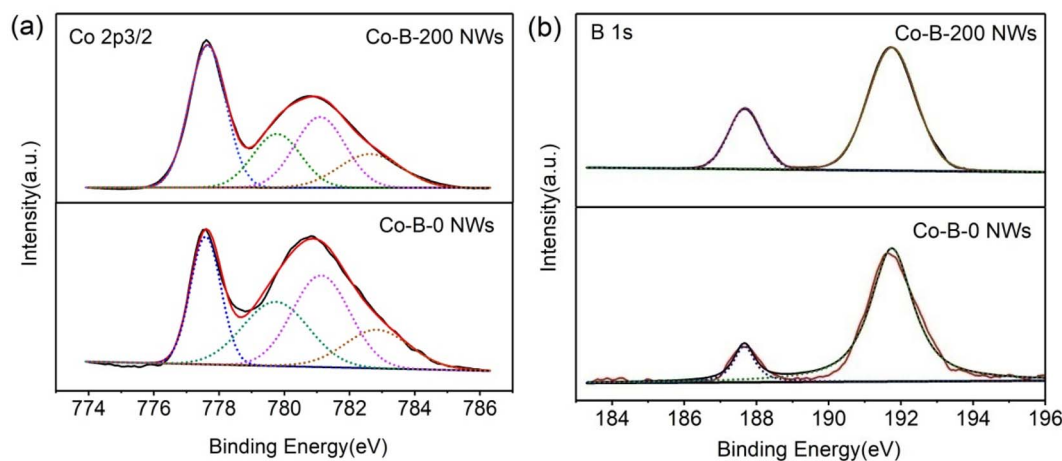 (a)
Co 2p3/2
Co-B-200 NWs
Co-B-0 NWs
Intensity(a.u.)
774 776 778 780 782 784 786
Binding Energy(eV)
(b)
B 1s
Co-B-200 NWs
Co-B-0 NWs
Intensity(a.u.)
184 186 188 190 192 194 196
Binding Energy(eV)